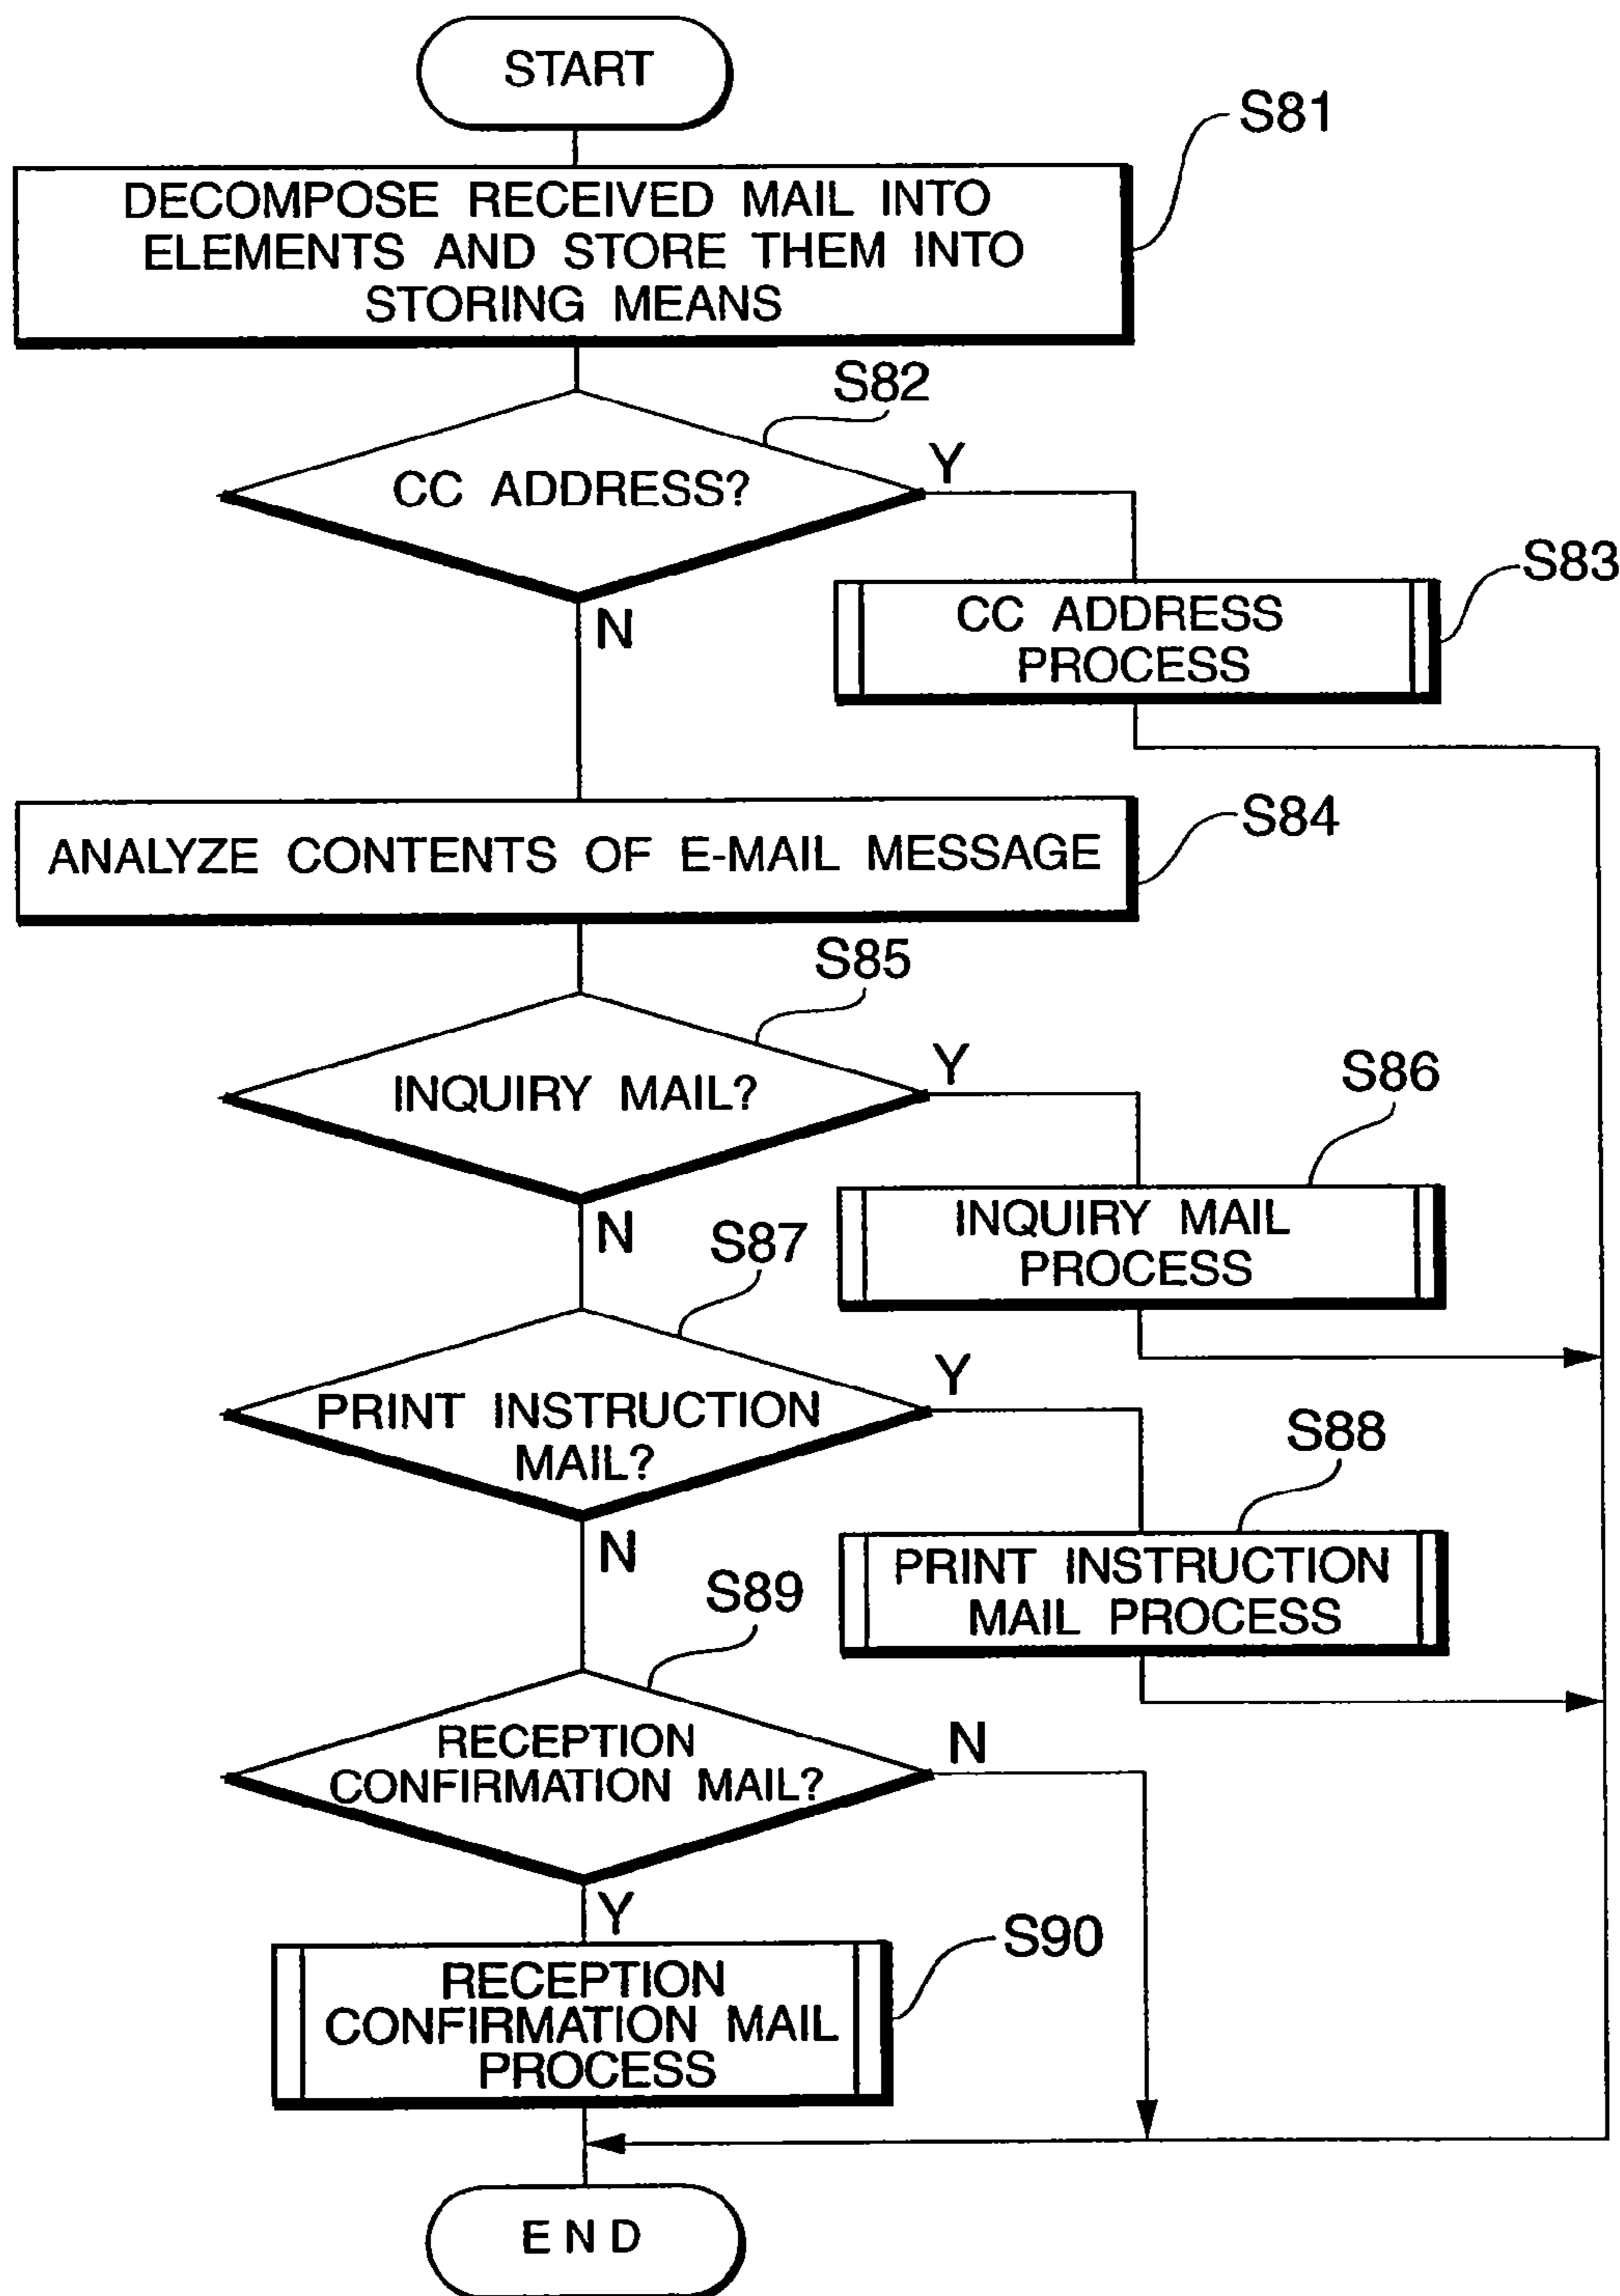 START
S81
DECOMPOSE RECEIVED MAIL INTO
ELEMENTS AND STORE THEM INTO
STORING MEANS
S82
CC ADDRESS?
Y
N
S83
CC ADDRESS
PROCESS
S84
ANALYZE CONTENTS OF E-MAIL MESSAGE
S85
INQUIRY MAIL?
Y
N
S86
INQUIRY MAIL
PROCESS
S87
PRINT INSTRUCTION
MAIL?
Y
N
S88
PRINT INSTRUCTION
MAIL PROCESS
S89
RECEPTION
CONFIRMATION MAIL?
N
Y
S90
RECEPTION
CONFIRMATION MAIL
PROCESS
END